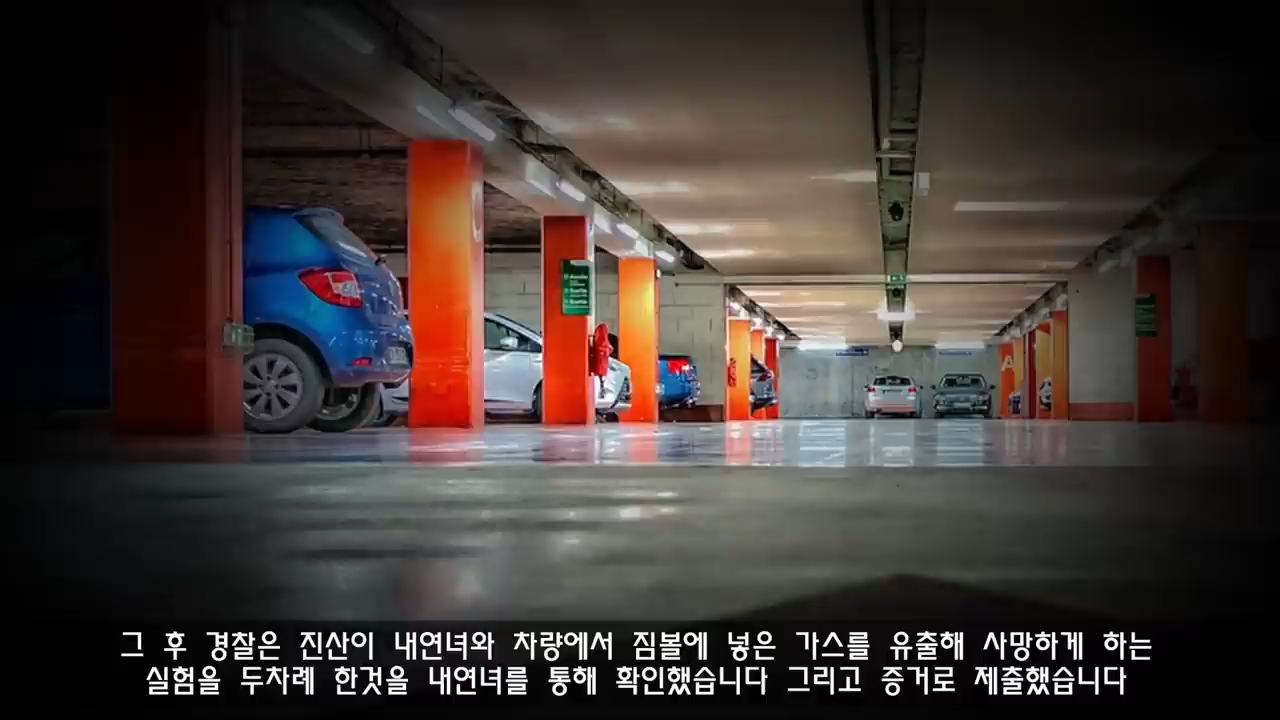 A
그 후 경찰은 진산이 내연녀와 차량에서 짐볼에 넣은 가스를 유출해 사망하게 하는
실험을 두차례 한것을 내연녀를 통해 확인했습니다 그리고 증거로 제출했습니다